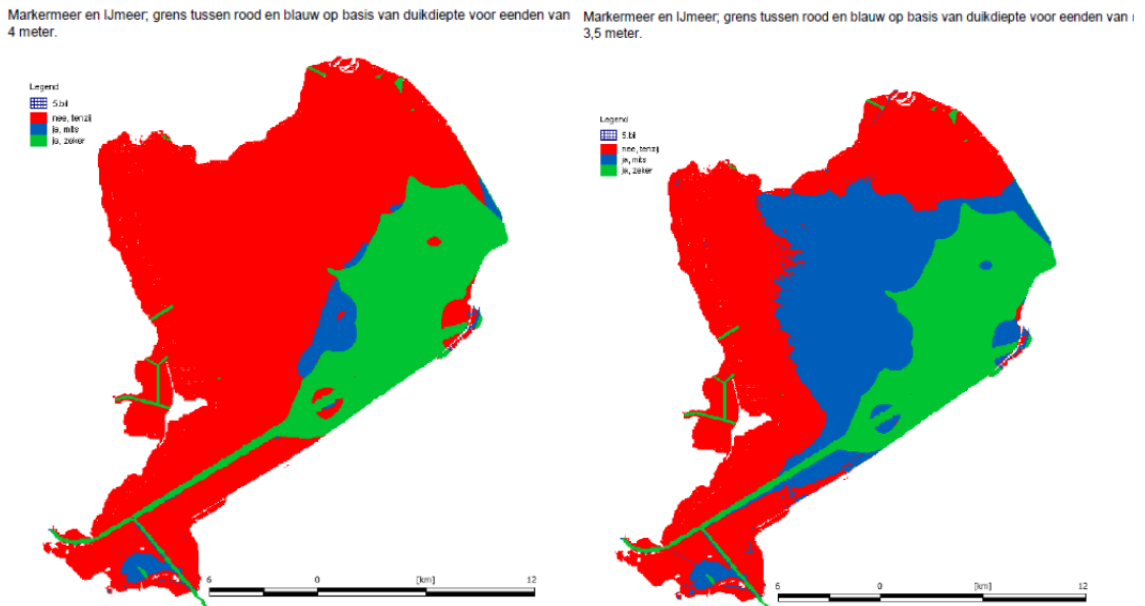 Markermeer en IJmeer; grens tussen rood en blauw op basis van duikdiepte voor eenden van
4 meter.
Legend
5.bil
nee, tenzij
ja, mits
ja, zeker
6 0 [km] 12
Markermeer en IJmeer; grens tussen rood en blauw op basis van duikdiepte voor eenden van
3,5 meter.
Legend
5.bil
nee, tenzij
ja, mits
ja, zeker
6 0 [km] 12